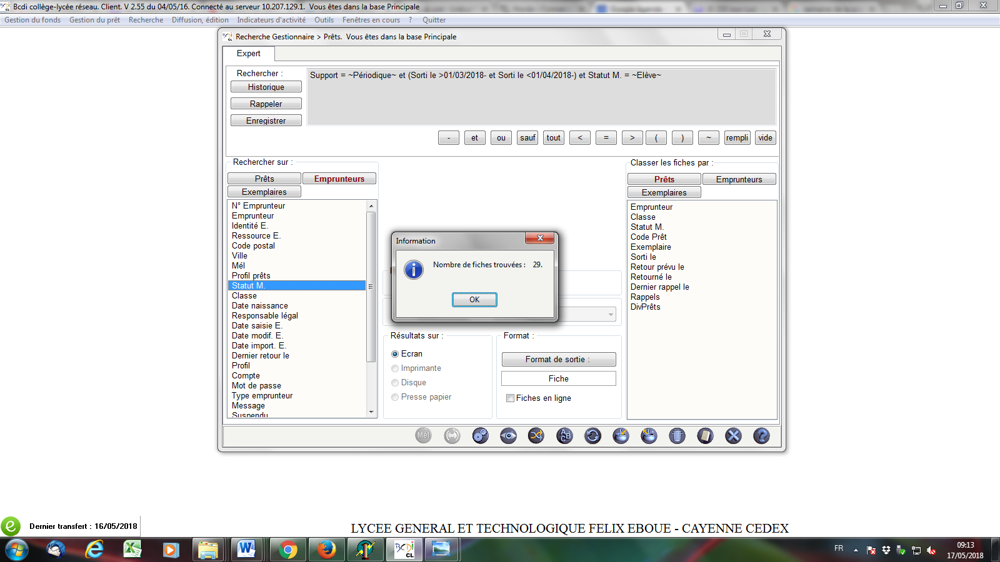 Bcdi collège-lycée réseau. Client. V 2.55 du 04/05/16. Connecté au serveur 10.207.129.1.  Vous êtes dans la base Principale
Gestion du fonds  Gestion du prêt  Recherche  Diffusion, édition  Indicateurs d'activité  Outils  Fenêtres en cours  ?  Quitter
Recherche Gestionnaire > Prêts.  Vous êtes dans la base Principale
Expert
Rechercher :
Support = ~Périodique~ et (Sorti le >01/03/2018- et Sorti le <01/04/2018-) et Statut M. = ~Elève~
Historique
Rappeler
Enregistrer
-  et  ou  sauf  tout  <  =  >  (  )  ~  rempli  vide
Rechercher sur :
Prêts  Emprunteurs
Exemplaires
N° Emprunteur
Emprunteur
Identité E.
Ressource E.
Code postal
Ville
Mél
Profil prêts
Statut M.
Classe
Date naissance
Responsable légal
Date saisie E.
Date modif. E.
Date import. E.
Dernier retour le
Profil
Compte
Mot de passe
Type emprunteur
Message
Suspendu
Information
Nombre de fiches trouvées :  29.
OK
Résultats sur :
Ecran
Imprimante
Disque
Presse papier
Format :
Format de sortie :
Fiche
Fiches en ligne
Classer les fiches par :
Prêts  Emprunteurs
Exemplaires
Emprunteur
Classe
Statut M.
Code Prêt
Exemplaire
Sorti le
Retour prévu le
Retourné le
Dernier rappel le
Rappels
DivPrêts
Mél
Dernier transfert : 16/05/2018
LYCEE GENERAL ET TECHNOLOGIQUE FELIX EBOUE - CAYENNE CEDEX
FR
09:13
17/05/2018